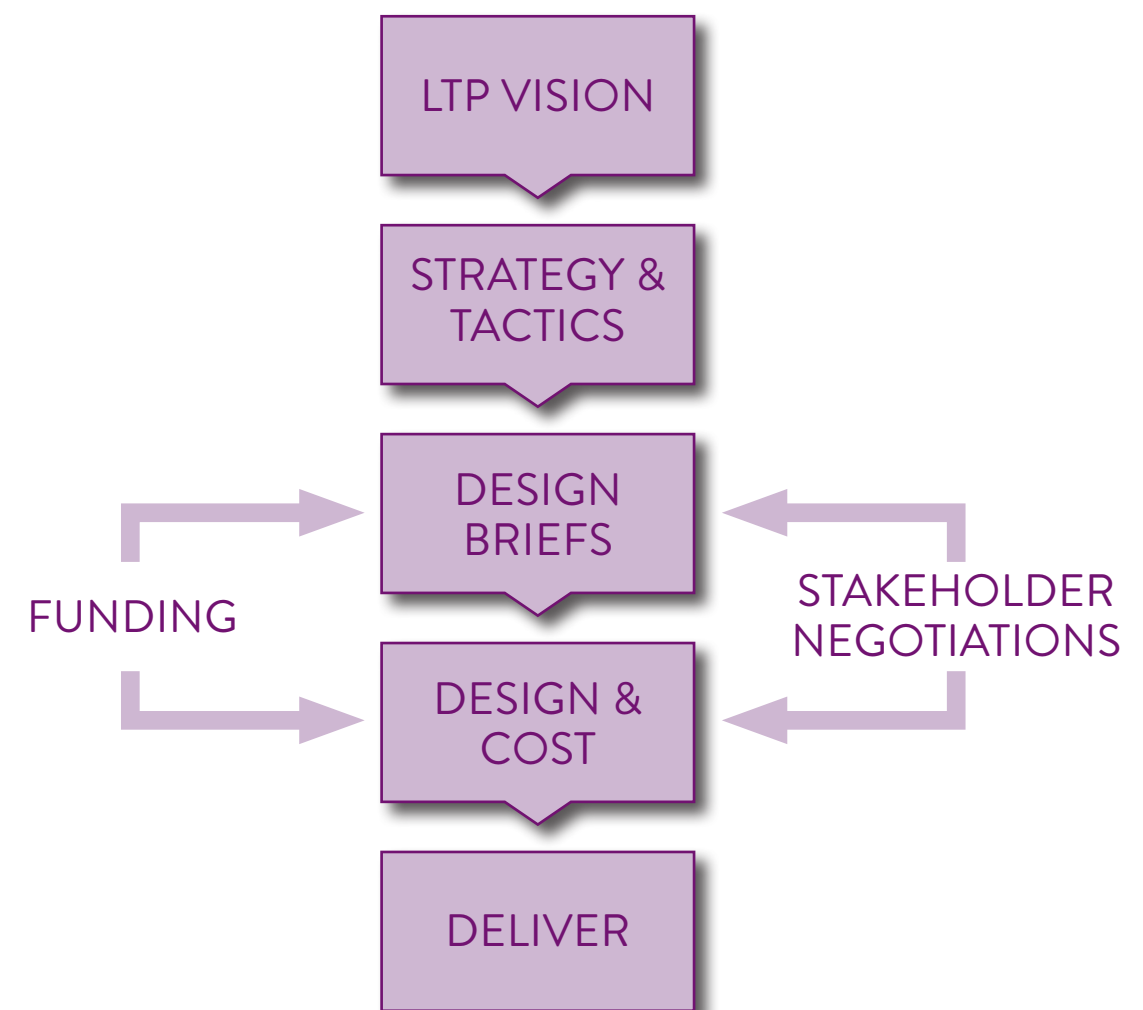 LTP VISION
STRATEGY &
TACTICS
DESIGN
BRIEFS
FUNDING
STAKEHOLDER
NEGOTIATIONS
DESIGN &
COST
DELIVER